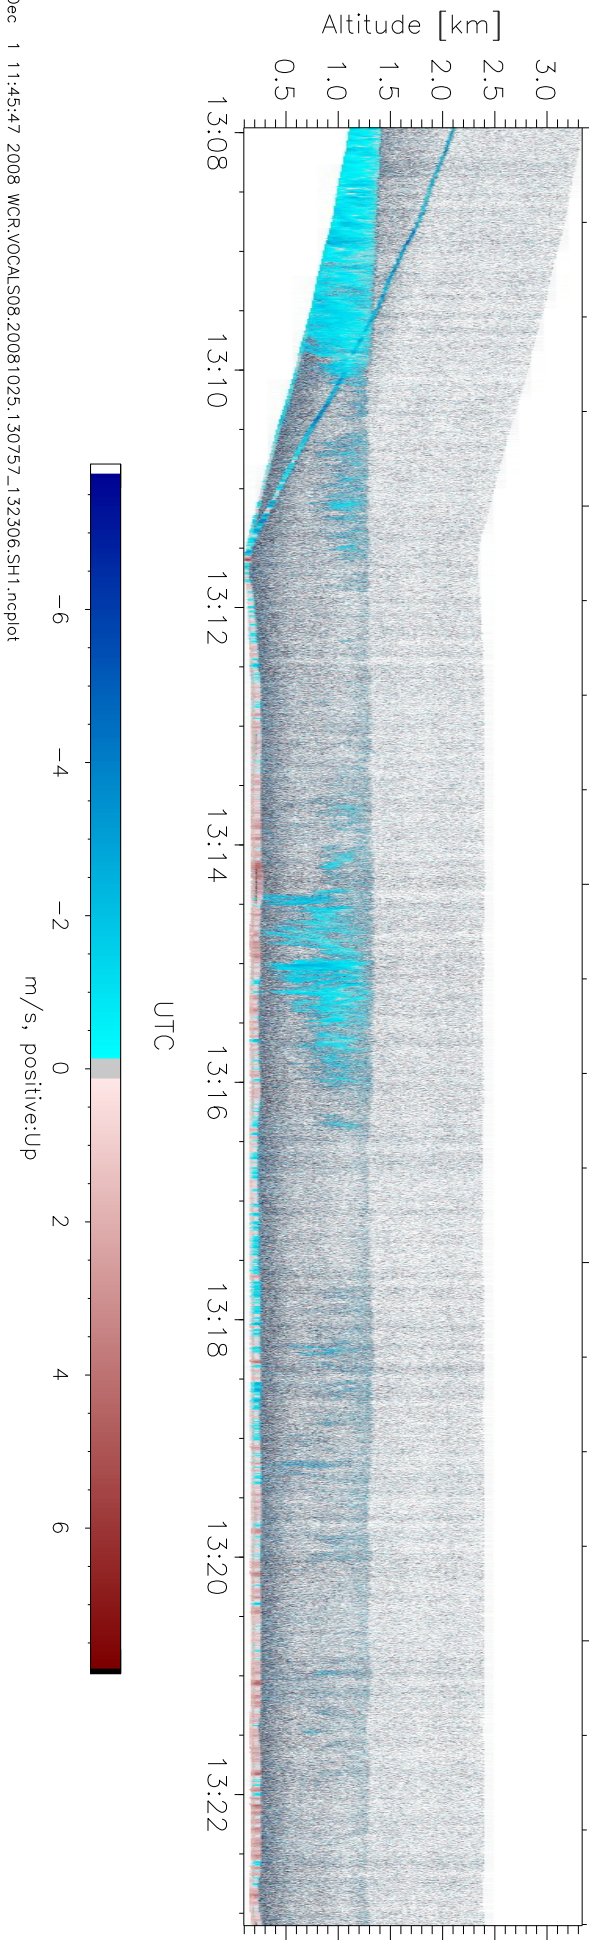 Altitude [km]
0.5 1.0 1.5 2.0 2.5 3.0
13:08 13:10 13:12 13:14 13:16 13:18 13:20 13:22
UTC
-6 -4 -2 0 2 4 6
m/s, positive:Up
Dec 1 11:45:47 2008 WCR.VOCALS08.20081025.130757_132306.SH1.ncplot